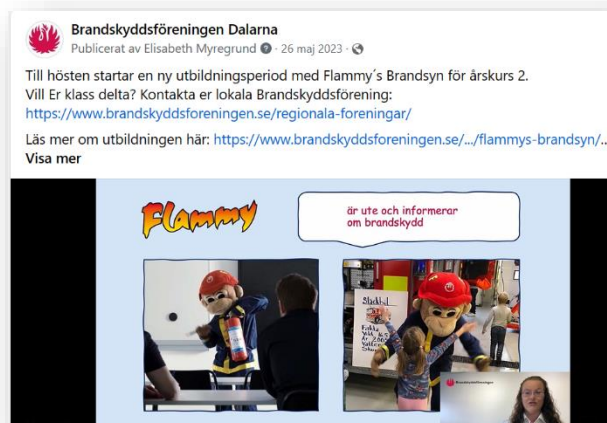 Brandskyddsföreningen Dalarna
Publicerat av Elisabeth Myregrund · 26 maj 2023 ·
Till hösten startar en ny utbildningsperiod med Flammy´s Brandsyn för årskurs 2.
Vill Er klass delta? Kontakta er lokala Brandskyddsförening:
https://www.brandskyddsforeningen.se/regionala-foreningar/
Läs mer om utbildningen här: https://www.brandskyddsforeningen.se/.../flammys-brandsyn/..
Visa mer
Flammy
är ute och informerar
om brandskydd
Släckbil
Brandskyddsföreningen